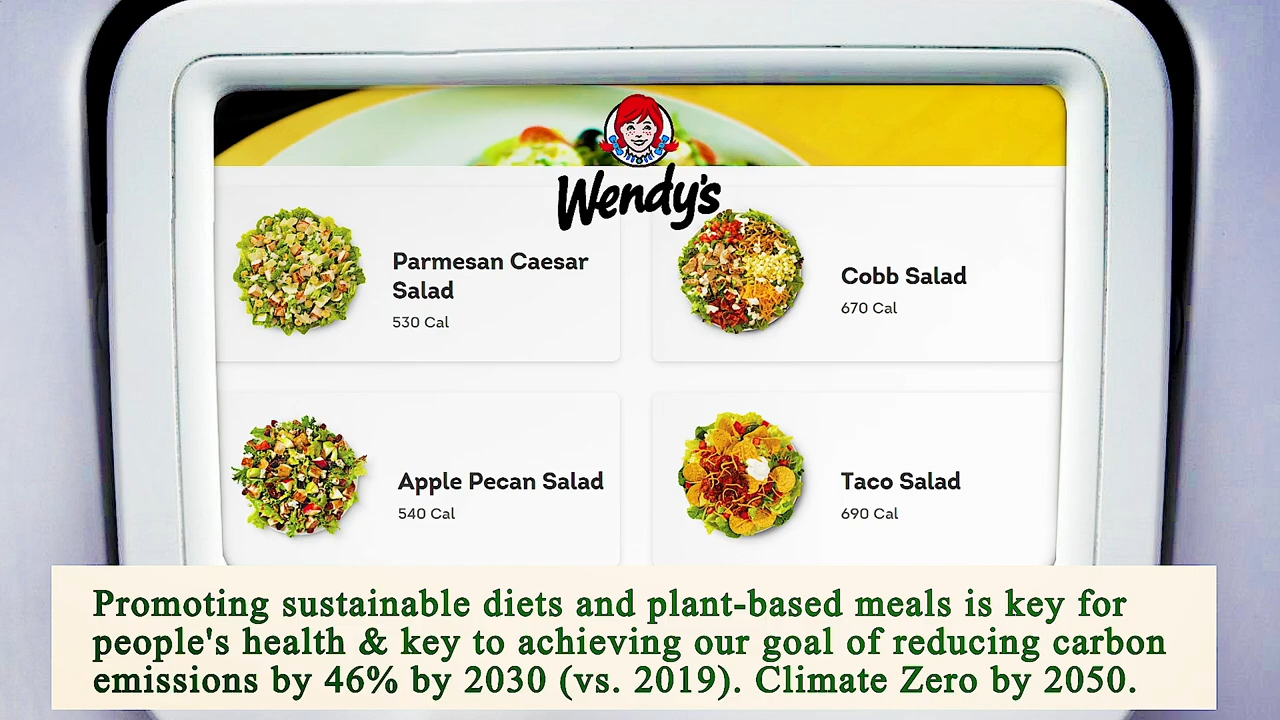 Wendy's
Parmesan Caesar
Salad
530 Cal
Cobb Salad
670 Cal
Apple Pecan Salad
540 Cal
Taco Salad
690 Cal
Promoting sustainable diets and plant-based meals is key for
people's health & key to achieving our goal of reducing carbon
emissions by 46% by 2030 (vs. 2019). Climate Zero by 2050.